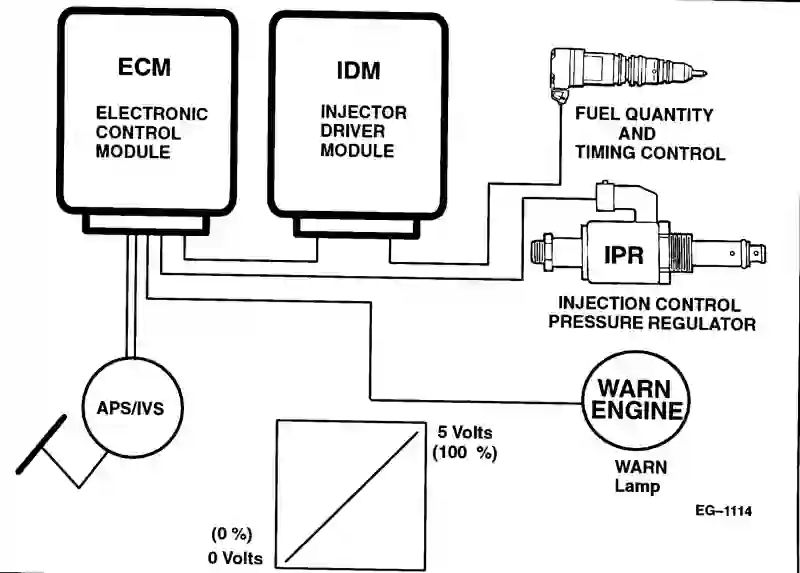 ECM
ELECTRONIC
CONTROL
MODULE
IDM
INJECTOR
DRIVER
MODULE
FUEL QUANTITY
AND
TIMING CONTROL
IPR
INJECTION CONTROL
PRESSURE REGULATOR
APS/IVS
WARN
ENGINE
WARN
Lamp
5 Volts
(100 %)
(0 %)
0 Volts
EG–1114